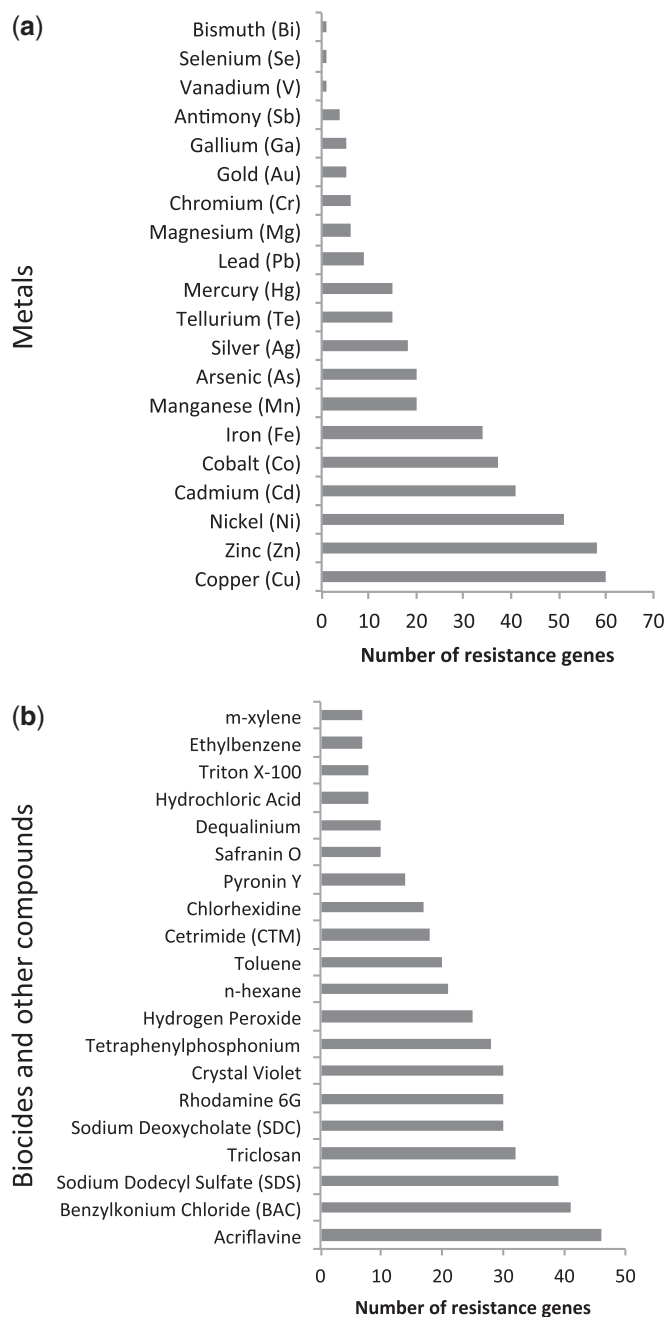 (a)
Metals
Bismuth (Bi)
Selenium (Se)
Vanadium (V)
Antimony (Sb)
Gallium (Ga)
Gold (Au)
Chromium (Cr)
Magnesium (Mg)
Lead (Pb)
Mercury (Hg)
Tellurium (Te)
Silver (Ag)
Arsenic (As)
Manganese (Mn)
Iron (Fe)
Cobalt (Co)
Cadmium (Cd)
Nickel (Ni)
Zinc (Zn)
Copper (Cu)
0 10 20 30 40 50 60 70
Number of resistance genes
(b)
Biocides and other compounds
m-xylene
Ethylbenzene
Triton X-100
Hydrochloric Acid
Dequalinium
Safranin O
Pyronin Y
Chlorhexidine
Cetrimide (CTM)
Toluene
n-hexane
Hydrogen Peroxide
Tetraphenylphosphonium
Crystal Violet
Rhodamine 6G
Sodium Deoxycholate (SDC)
Triclosan
Sodium Dodecyl Sulfate (SDS)
Benzylkonium Chloride (BAC)
Acriflavine
0 10 20 30 40 50
Number of resistance genes